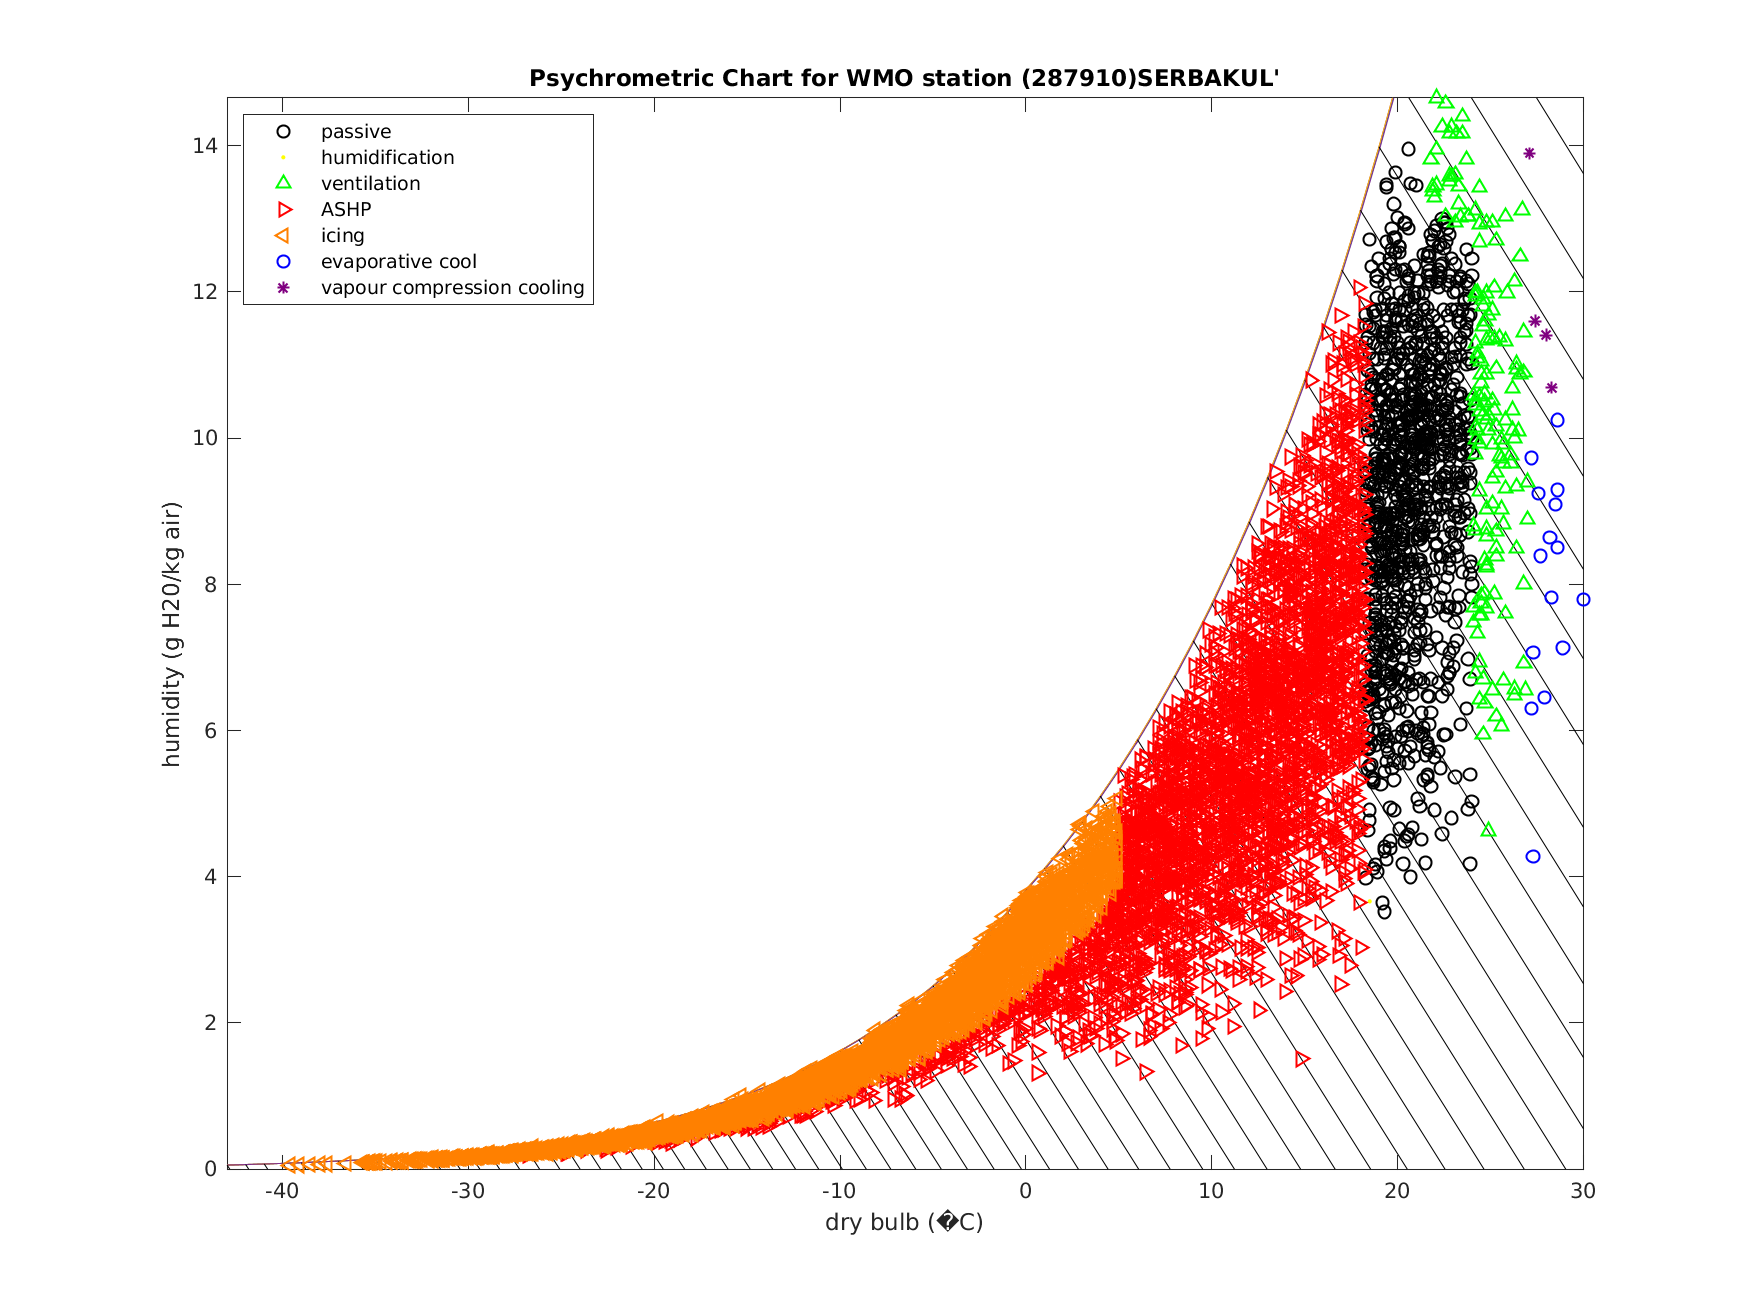 Psychrometric Chart for WMO station (287910)SERBAKUL'
passive
humidification
ventilation
ASHP
icing
evaporative cool
vapour compression cooling
humidity (g H20/kg air)
14
12
10
8
6
4
2
0
-40 -30 -20 -10 0 10 20 30
dry bulb (�C)